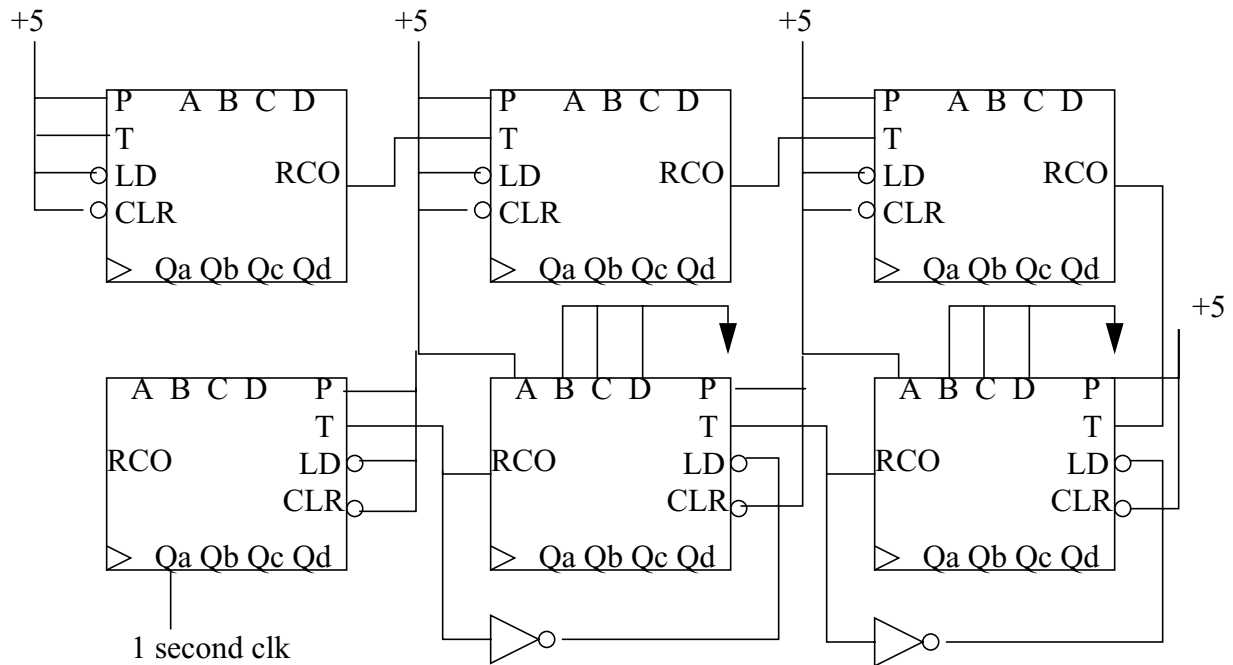 +5 +5 +5
P A B C D P A B C D P A B C D
T T T
LD RCO LD RCO LD RCO
CLR CLR CLR
Qa Qb Qc Qd Qa Qb Qc Qd Qa Qb Qc Qd
+5
A B C D P A B C D P A B C D P
T T T
RCO LD RCO LD RCO LD
CLR CLR CLR
Qa Qb Qc Qd Qa Qb Qc Qd Qa Qb Qc Qd
1 second clk